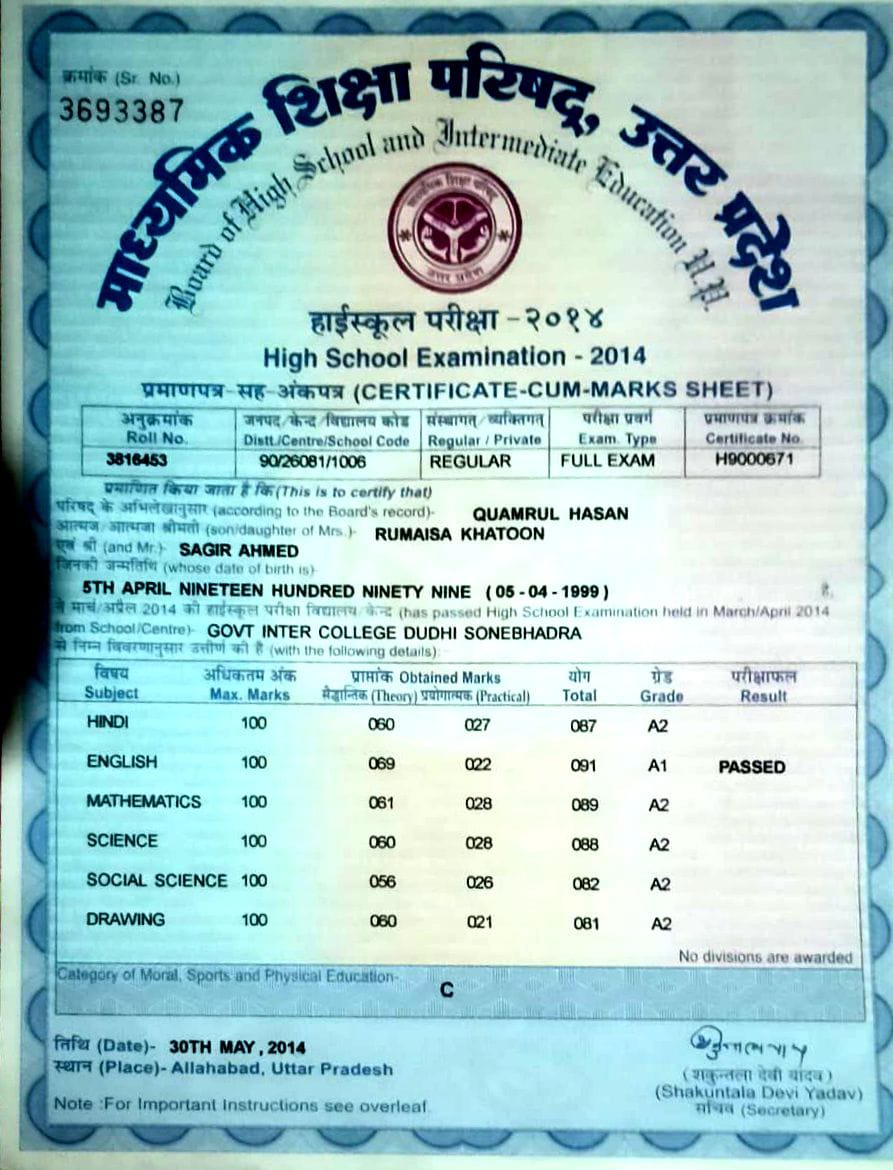 क्रमांक (Sr. No.)
3693387
माध्यमिक शिक्षा परिषद्, उत्तर प्रदेश
Board of High School and Intermediate Education U.P.
माध्यमिक शिक्षा परिषद्
उत्तर प्रदेश
हाईस्कूल परीक्षा - २०१४
High School Examination - 2014
प्रमाणपत्र-सह-अंकपत्र (CERTIFICATE-CUM-MARKS SHEET)
अनुक्रमांक जनपद/केन्द्र/विद्यालय कोड संस्थागत/व्यक्तिगत परीक्षा प्रवर्ग प्रमाणपत्र क्रमांक
Roll No. Distt./Centre/School Code Regular / Private Exam. Type Certificate No.
3816453 90/26081/1006 REGULAR FULL EXAM H9000671
प्रमाणित किया जाता है कि (This is to certify that)
परिषद् के अभिलेखानुसार (according to the Board's record)- QUAMRUL HASAN
आत्मज/आत्मजा श्रीमती (son/daughter of Mrs.)- RUMAISA KHATOON
एवं श्री (and Mr.)- SAGIR AHMED
जिनकी जन्मतिथि (whose date of birth is)
5TH APRIL NINETEEN HUNDRED NINETY NINE ( 05 - 04 - 1999 ) है,
ने मार्च/अप्रैल 2014 की हाईस्कूल परीक्षा विद्यालय/केन्द्र (has passed High School Examination held in March/April 2014
from School/Centre)- GOVT INTER COLLEGE DUDHI SONEBHADRA
से निम्न विवरणानुसार उत्तीर्ण की है (with the following details):
विषय अधिकतम अंक प्राप्तांक Obtained Marks योग ग्रेड परीक्षाफल
Subject Max. Marks सैद्धान्तिक (Theory) प्रयोगात्मक (Practical) Total Grade Result
HINDI 100 060 027 087 A2
ENGLISH 100 069 022 091 A1 PASSED
MATHEMATICS 100 061 028 089 A2
SCIENCE 100 060 028 088 A2
SOCIAL SCIENCE 100 056 026 082 A2
DRAWING 100 060 021 081 A2
No divisions are awarded
Category of Moral, Sports and Physical Education-
C
तिथि (Date)- 30TH MAY, 2014
स्थान (Place)- Allahabad, Uttar Pradesh
(शकुन्तला देवी यादव)
(Shakuntala Devi Yadav)
सचिव (Secretary)
Note :For Important Instructions see overleaf.